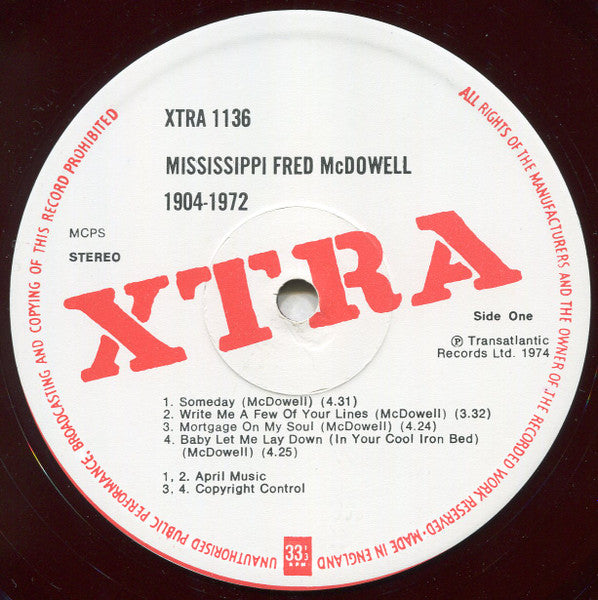 XTRA 1136
MISSISSIPPI FRED McDOWELL
1904-1972
MCPS
STEREO
XTRA
Side One
℗ Transatlantic
Records Ltd. 1974
1. Someday (McDowell) (4.31)
2. Write Me A Few Of Your Lines (McDowell) (3.32)
3. Mortgage On My Soul (McDowell) (4.24)
4. Baby Let Me Lay Down (In Your Cool Iron Bed)
(McDowell) (4.25)
1, 2. April Music
3, 4. Copyright Control
33⅓
RPM
ALL RIGHTS OF THE MANUFACTURERS AND THE OWNER OF THE RECORDED WORK RESERVED·MADE IN ENGLAND
UNAUTHORISED PUBLIC PERFORMANCE, BROADCASTING AND COPYING OF THIS RECORD PROHIBITED